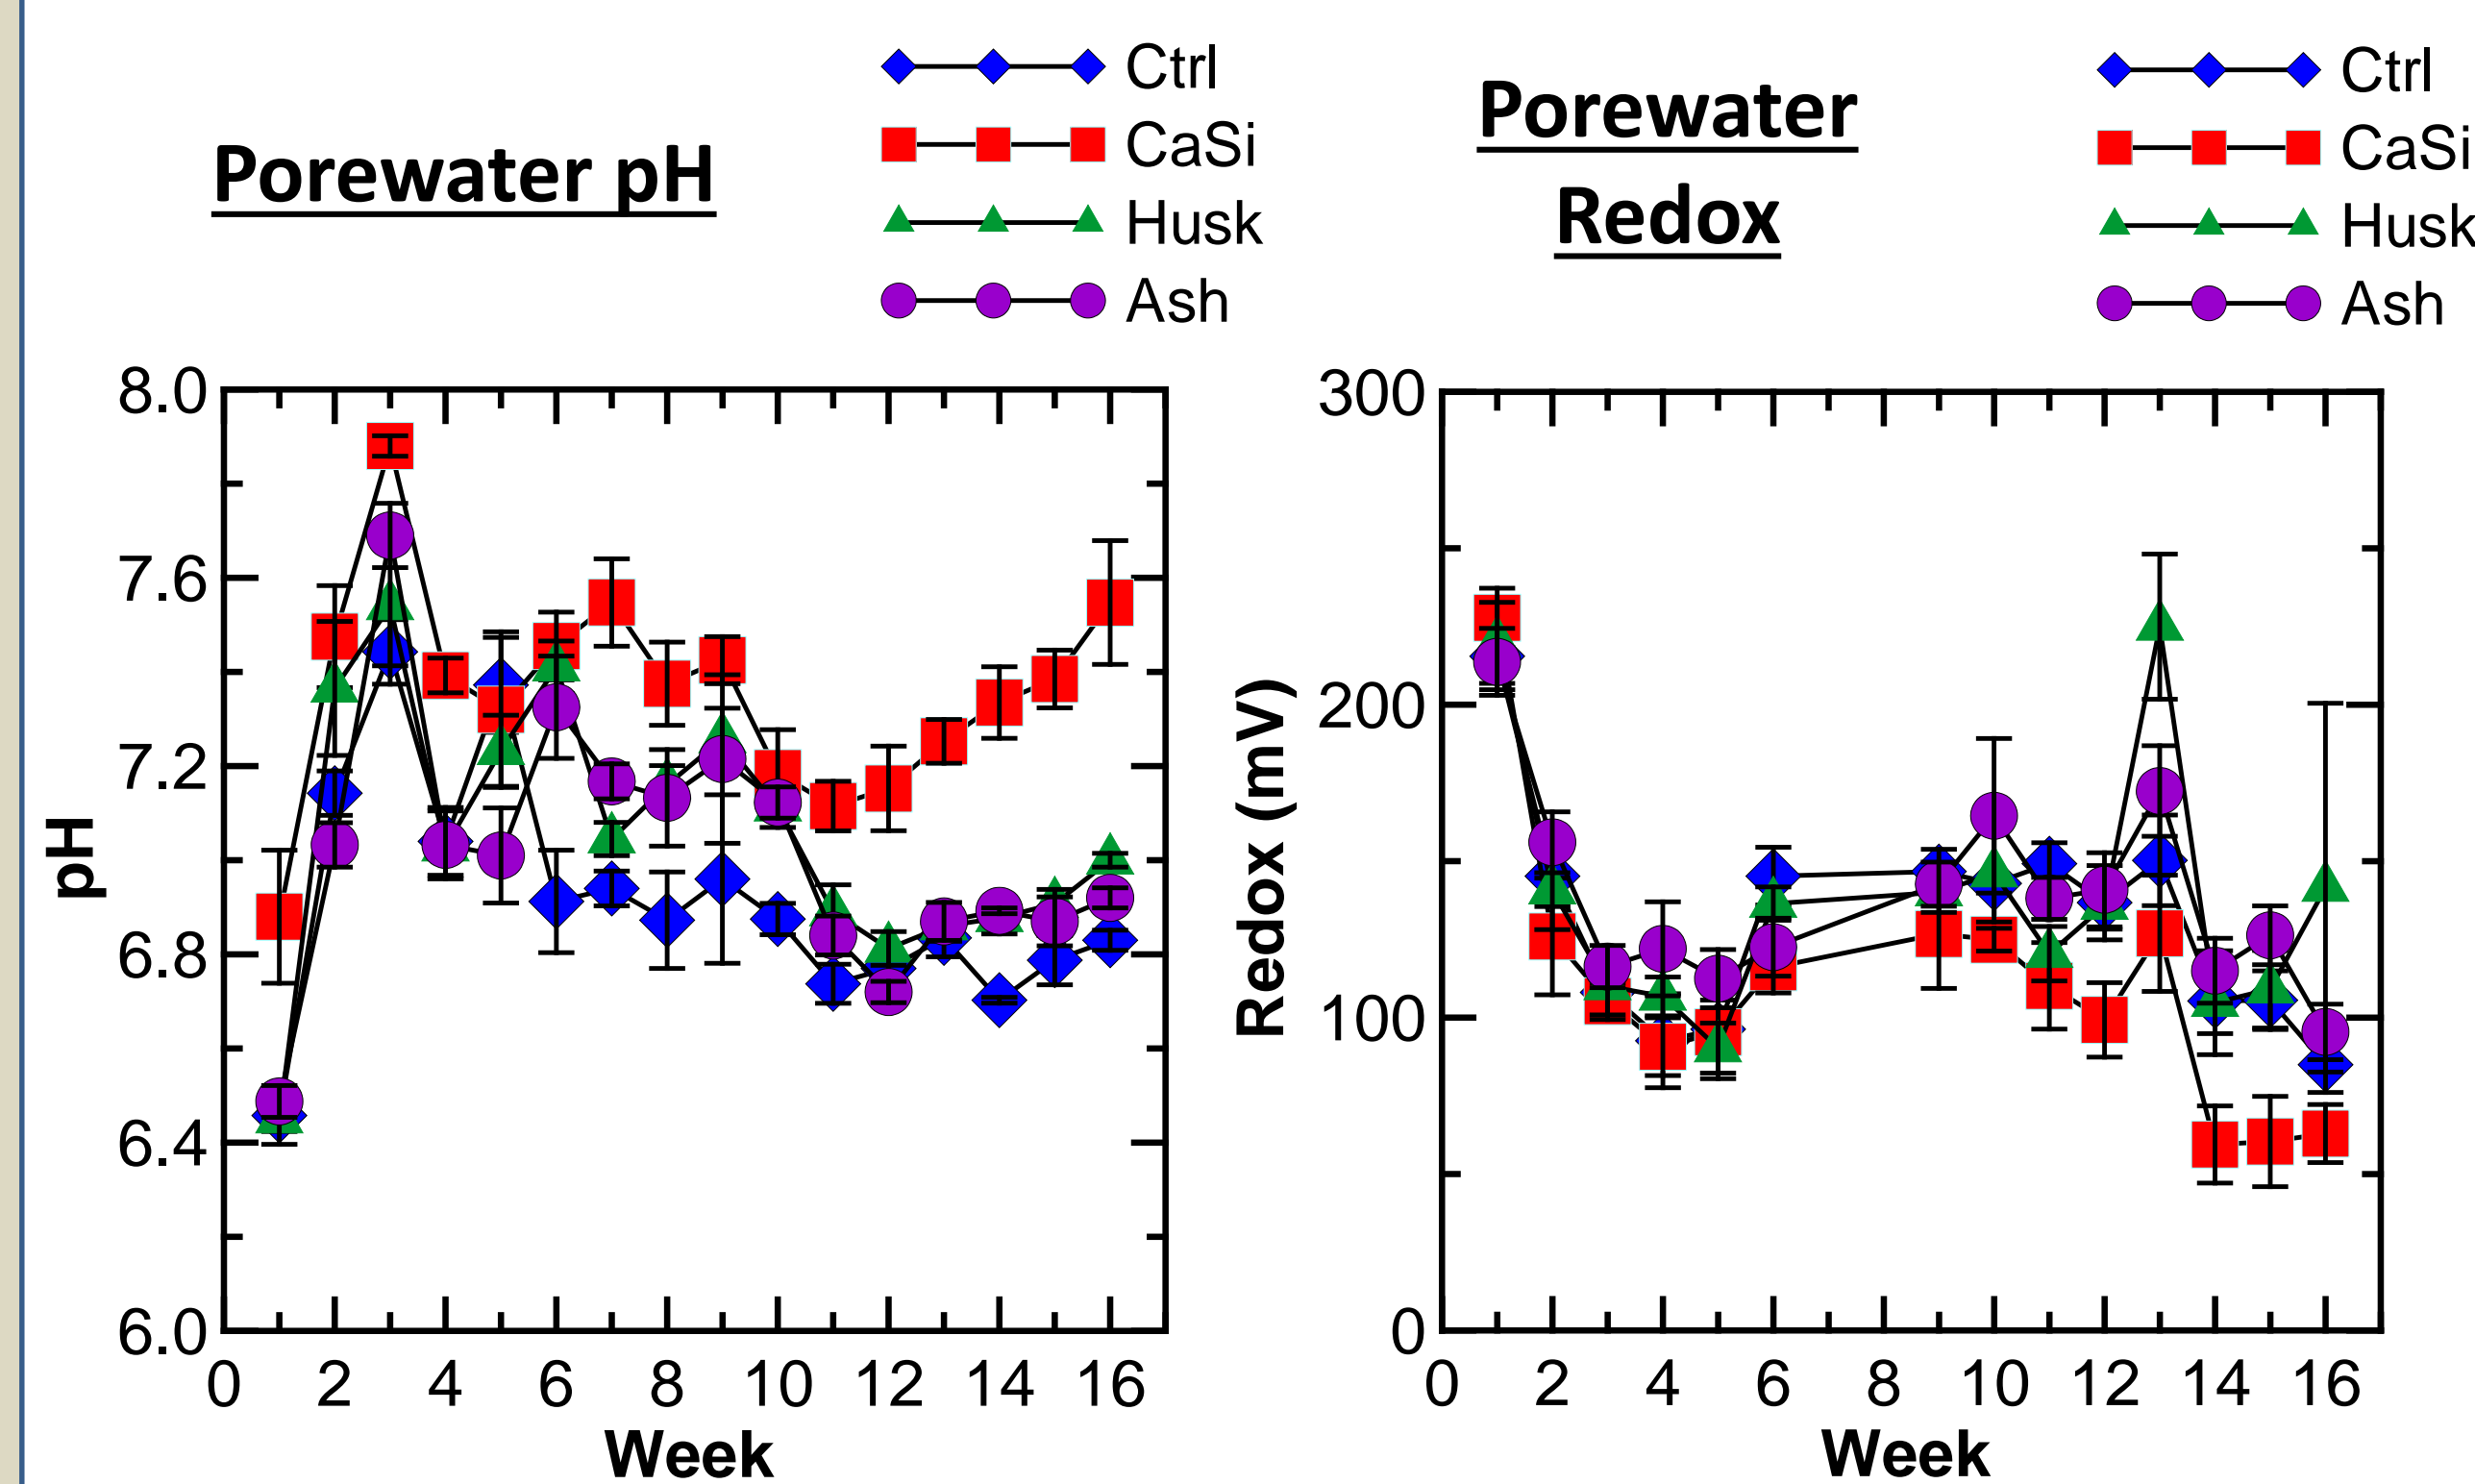 Porewater pH
Ctrl
CaSi
Husk
Ash
8.0
7.6
7.2
6.8
6.4
6.0
pH
0 2 4 6 8 10 12 14 16
Week
Porewater
Redox
Ctrl
CaSi
Husk
Ash
300
200
100
0
Redox (mV)
0 2 4 6 8 10 12 14 16
Week